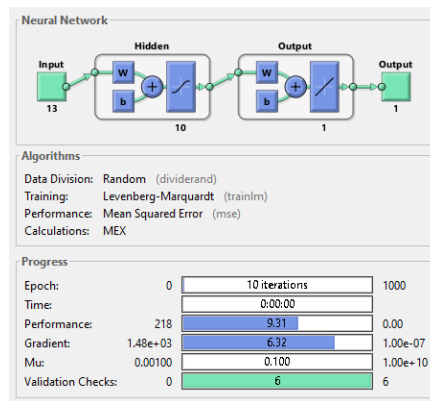 Neural Network
Hidden Output
Input Output
W W
b b
13 10 1 1
Algorithms
Data Division: Random (dividerand)
Training: Levenberg-Marquardt (trainlm)
Performance: Mean Squared Error (mse)
Calculations: MEX
Progress
Epoch: 0 10 iterations 1000
Time: 0:00:00
Performance: 218 9.31 0.00
Gradient: 1.48e+03 6.32 1.00e-07
Mu: 0.00100 0.100 1.00e+10
Validation Checks: 0 6 6